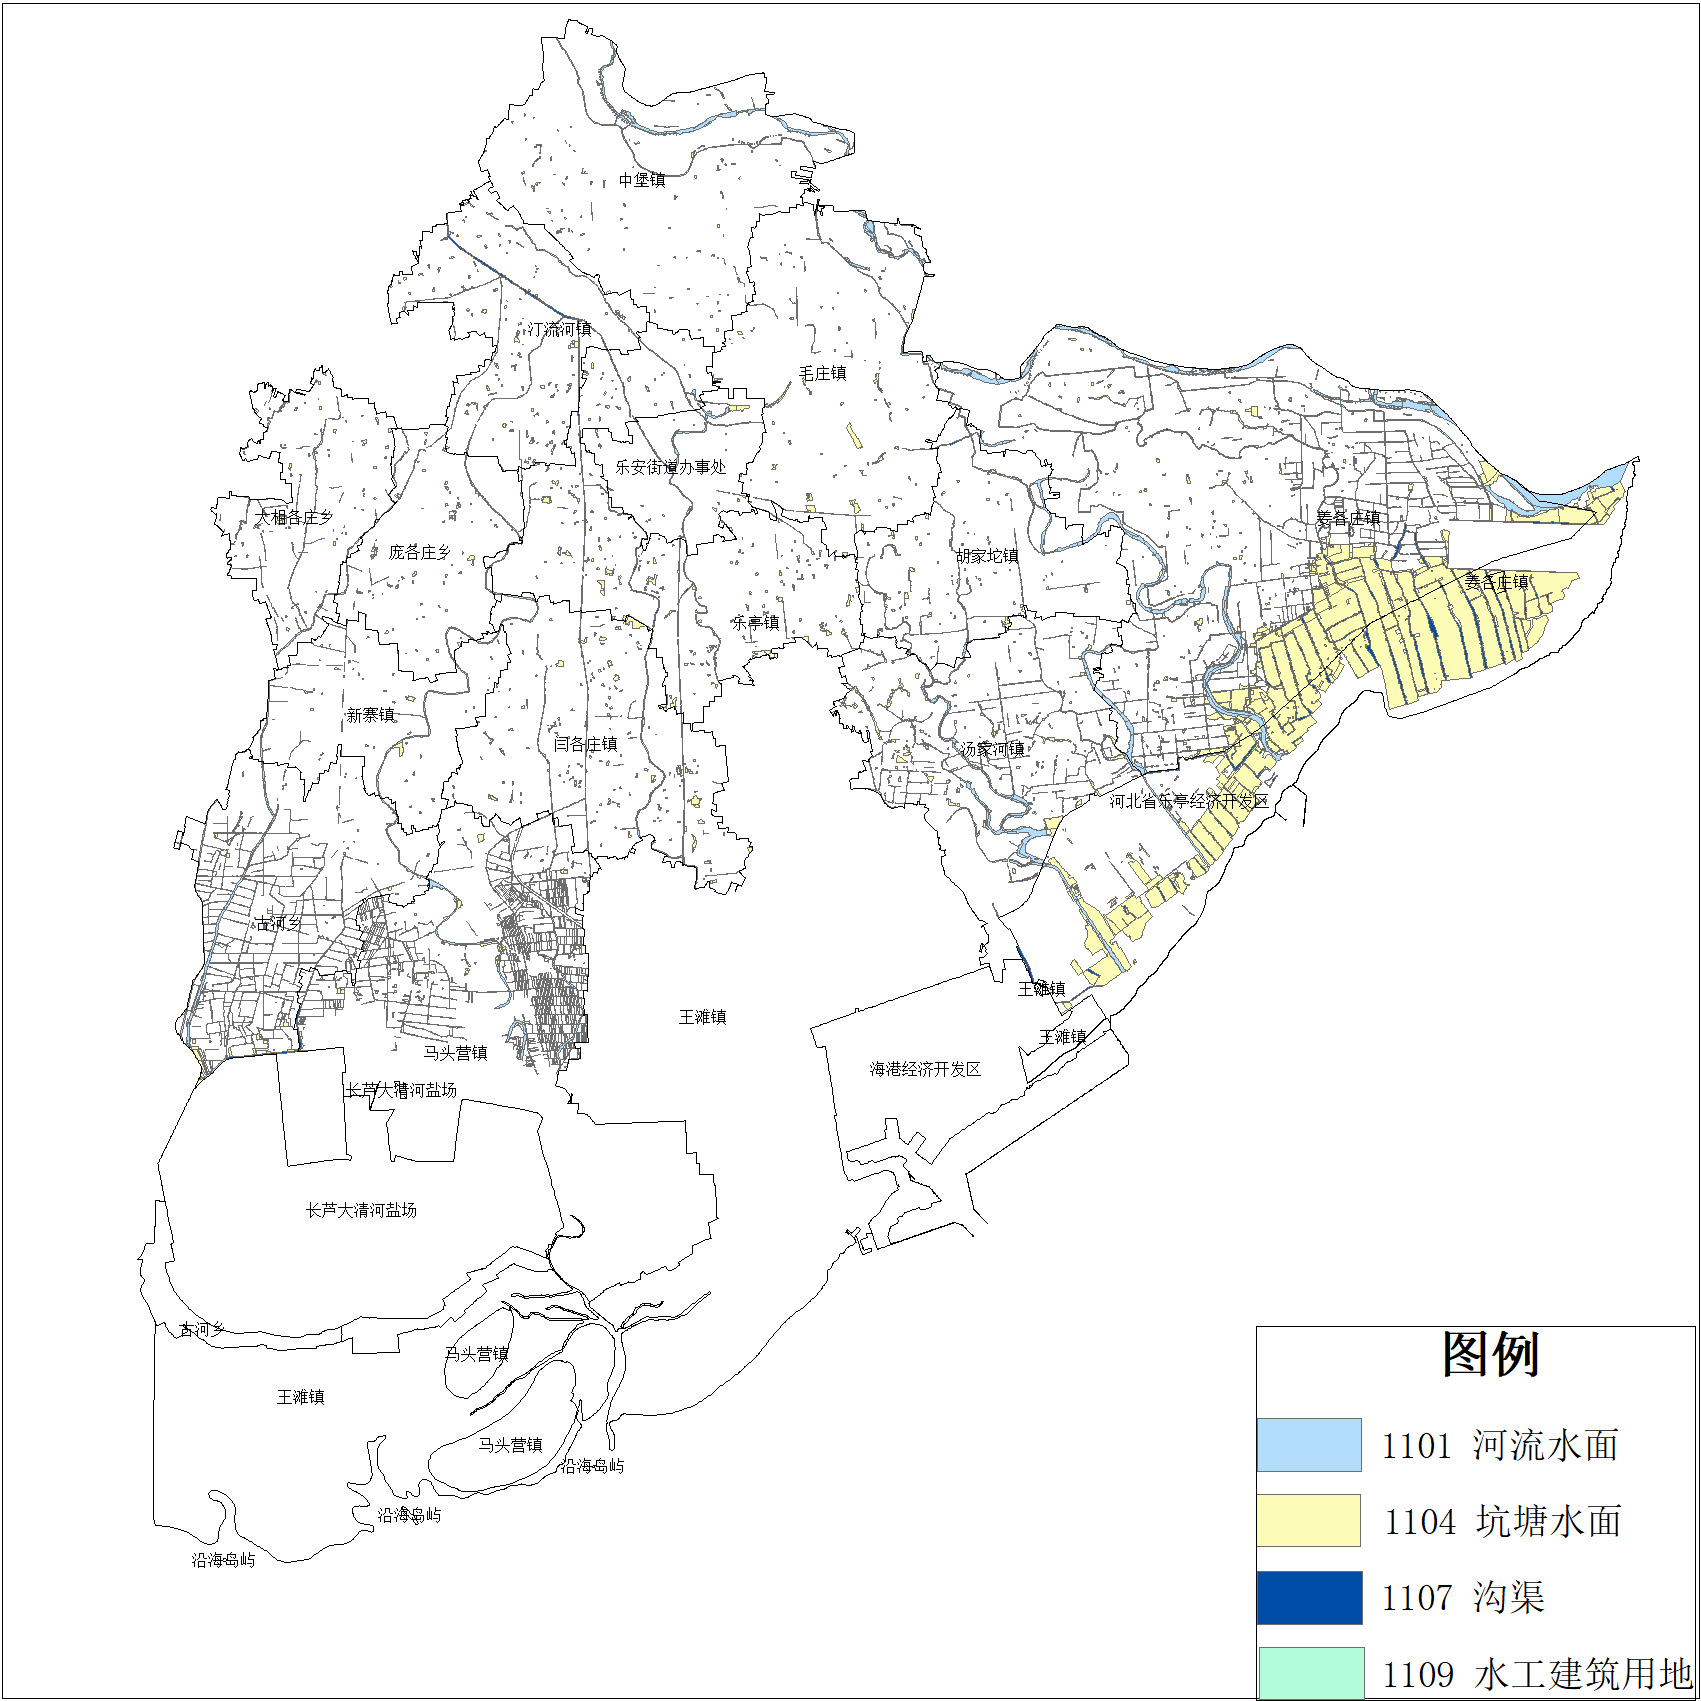 中堡镇
汀流河镇
毛庄镇
乐安街道办事处
大相各庄乡
姜各庄镇
庞各庄乡
胡家坨镇
姜各庄镇
乐亭镇
新寨镇
闫各庄镇
汤家河镇
河北省乐亭经济开发区
古河乡
王滩镇
王滩镇
王滩镇
马头营镇
海港经济开发区
长芦大清河盐场
长芦大清河盐场
古河乡
马头营镇
王滩镇
马头营镇
沿海岛屿
沿海岛屿
沿海岛屿
图例
1101 河流水面
1104 坑塘水面
1107 沟渠
1109 水工建筑用地